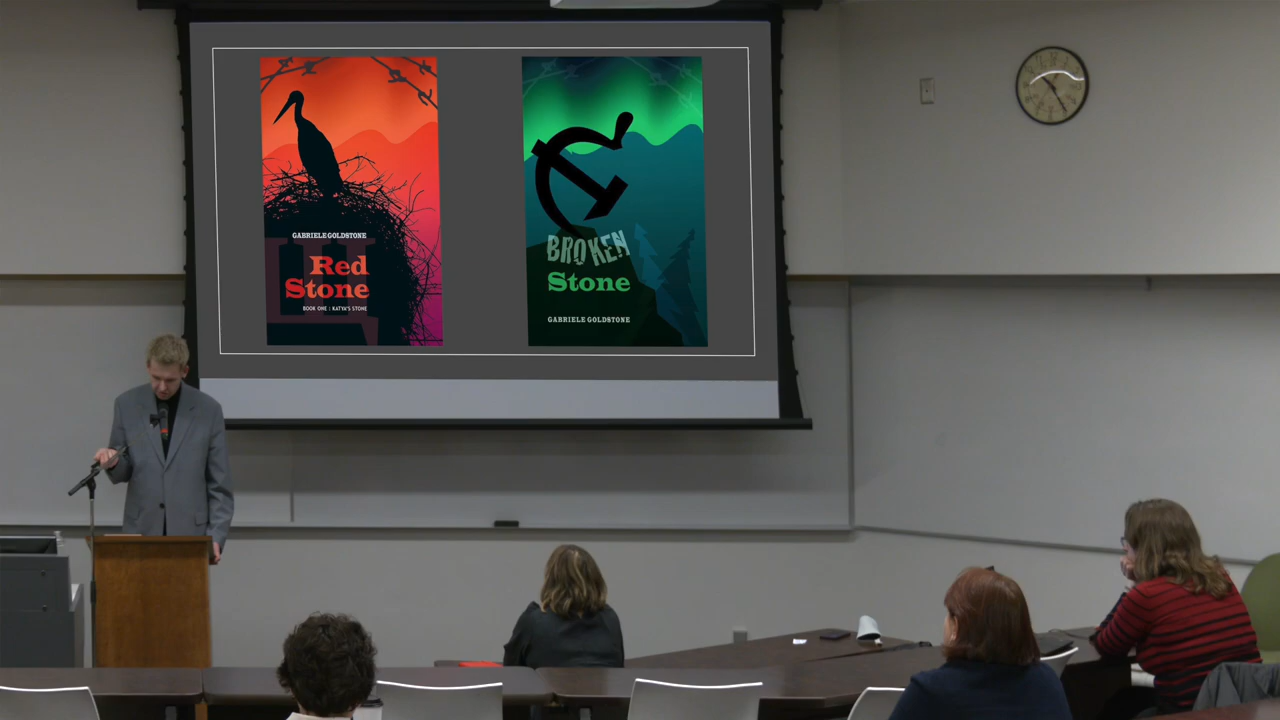 GABRIELE GOLDSTONE
Red
Stone
BOOK ONE : KATYA'S STONE
BROKEN
Stone
GABRIELE GOLDSTONE